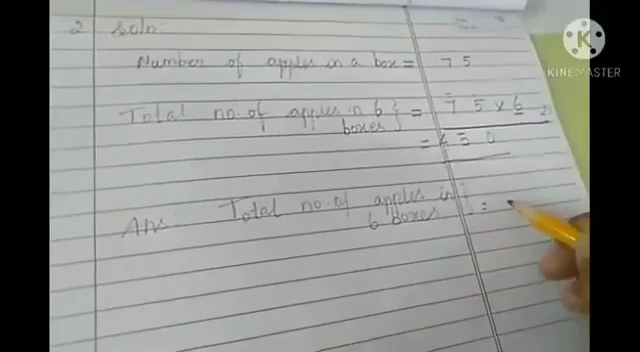 2 Soln
Number of apples in a box = 75
Total no. of apples in 6 } = 75 × 6
boxes
= 450
Ans. Total no. of apples in } =
6 boxes
KINEMASTER